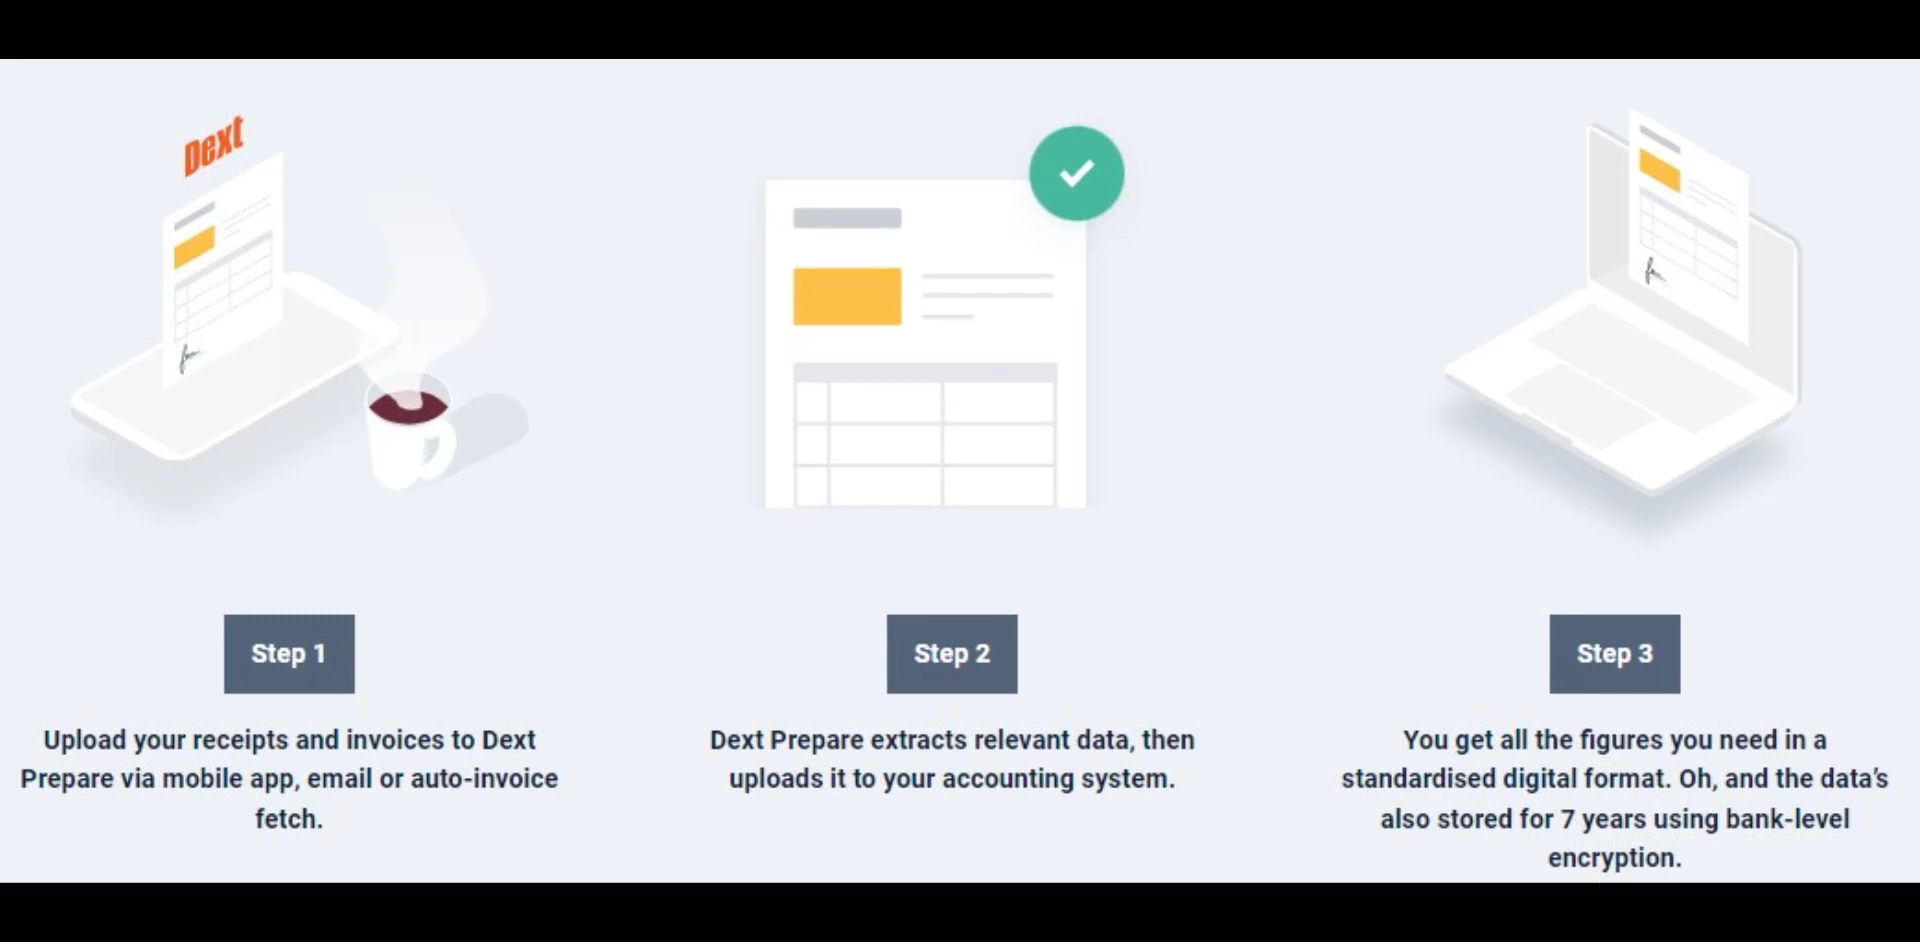 Dext
Step 1
Upload your receipts and invoices to Dext
Prepare via mobile app, email or auto-invoice
fetch.
Step 2
Dext Prepare extracts relevant data, then
uploads it to your accounting system.
Step 3
You get all the figures you need in a
standardised digital format. Oh, and the data’s
also stored for 7 years using bank-level
encryption.